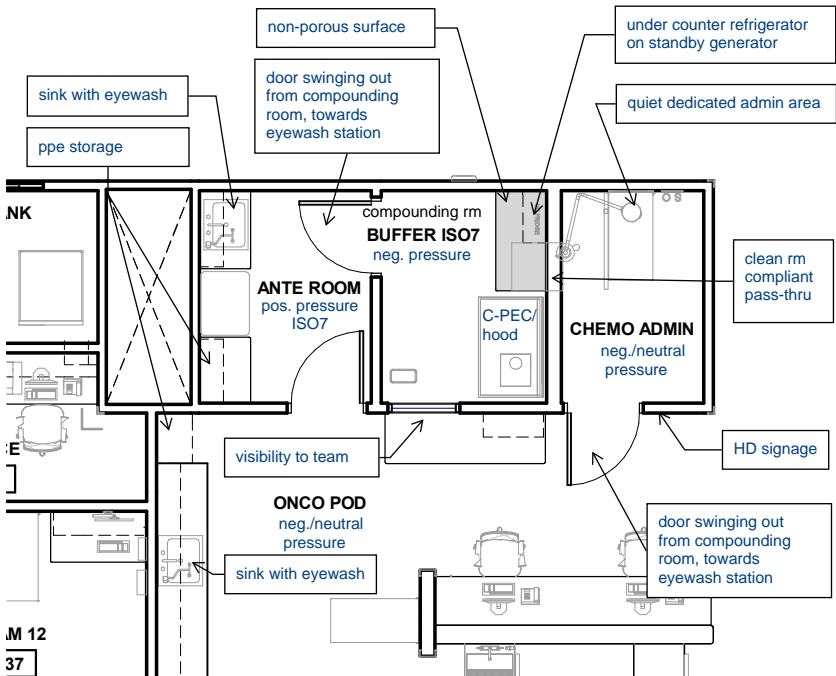 non-porous surface
under counter refrigerator
on standby generator
sink with eyewash
door swinging out
from compounding
room, towards
eyewash station
quiet dedicated admin area
ppe storage
NK
compounding rm
BUFFER ISO7
neg. pressure
ANTE ROOM
pos. pressure
ISO7
C-PEC/
hood
clean rm
compliant
pass-thru
CHEMO ADMIN
neg./neutral
pressure
visibility to team
HD signage
ONCO POD
neg./neutral
pressure
sink with eyewash
door swinging out
from compounding
room, towards
eyewash station
CE
AM 12
37